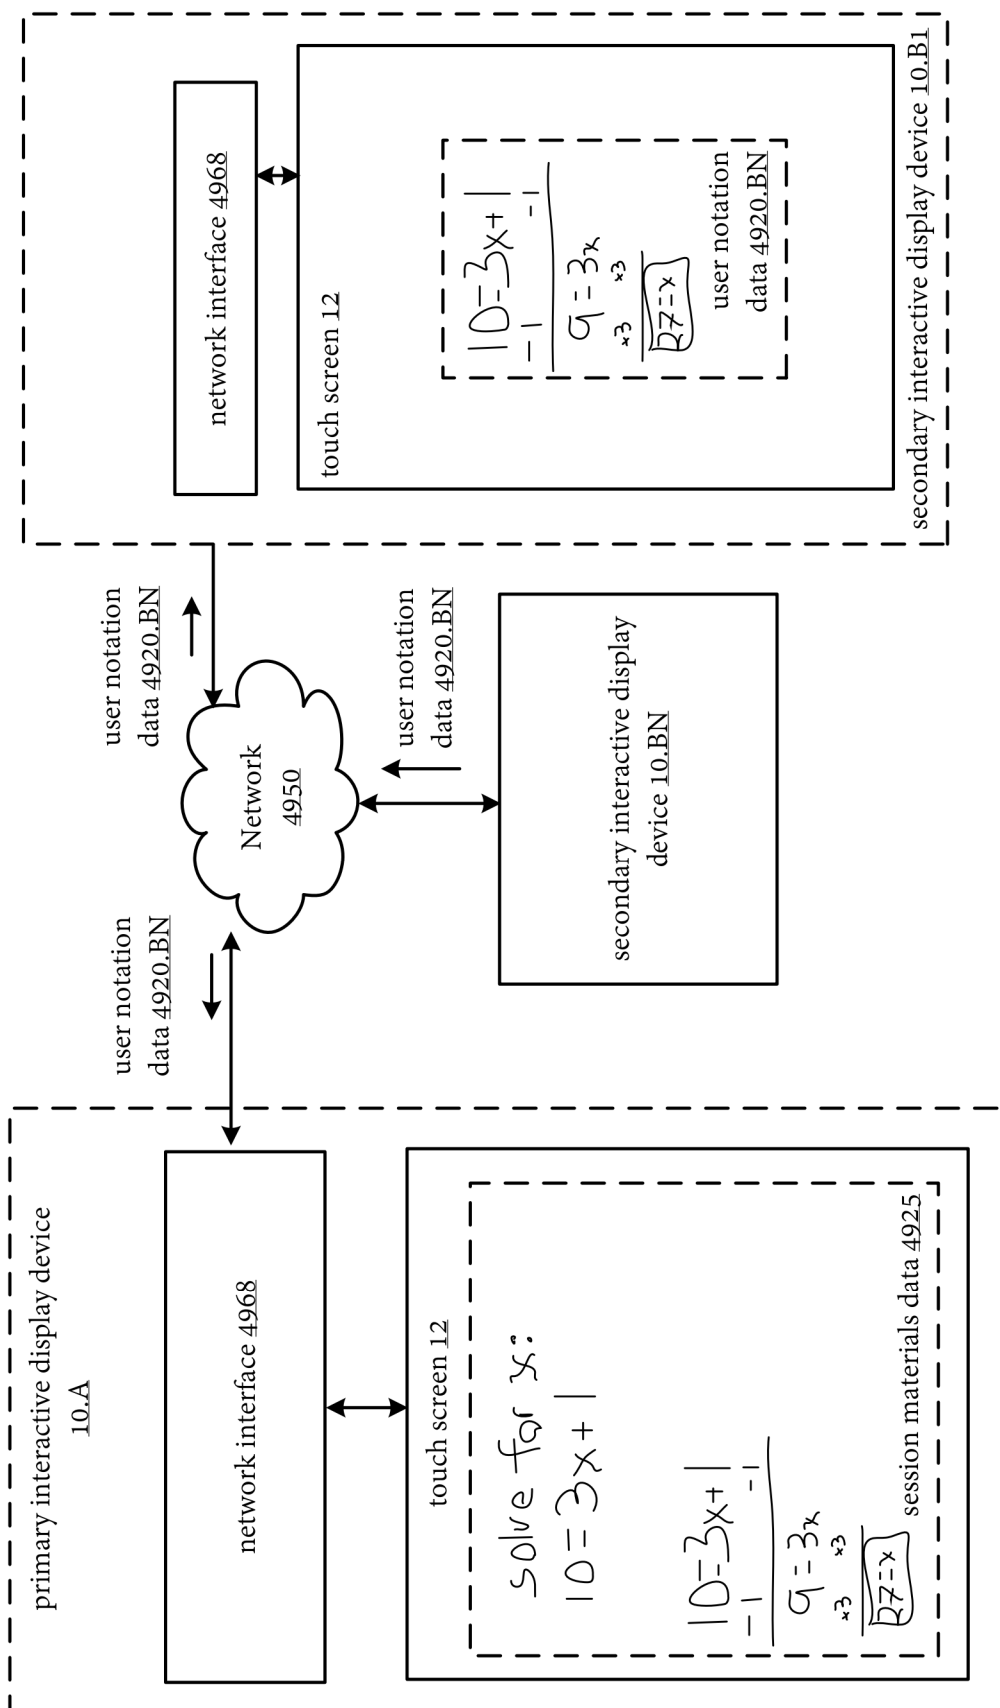 primary interactive display device
10.A
network interface 4968
touch screen 12
solve for x:
10 = 3x + 1
10=3x+1
-1 -1
9 = 3x
×3 ×3
27=x
session materials data 4925
user notation
data 4920.BN
Network
4950
user notation
data 4920.BN
user notation
data 4920.BN
secondary interactive display
device 10.BN
network interface 4968
touch screen 12
10=3x+1
-1 -1
9 = 3x
×3 ×3
27=x
user notation
data 4920.BN
secondary interactive display device 10.B1